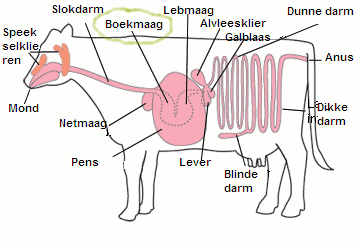 Slokdarm
Lebmaag
Dunne darm
Boekmaag
Alvleesklier
Galblaas
Speek
selklie
ren
Anus
Mond
Netmaag
Dikke
darm
Pens
Lever
Blinde
darm